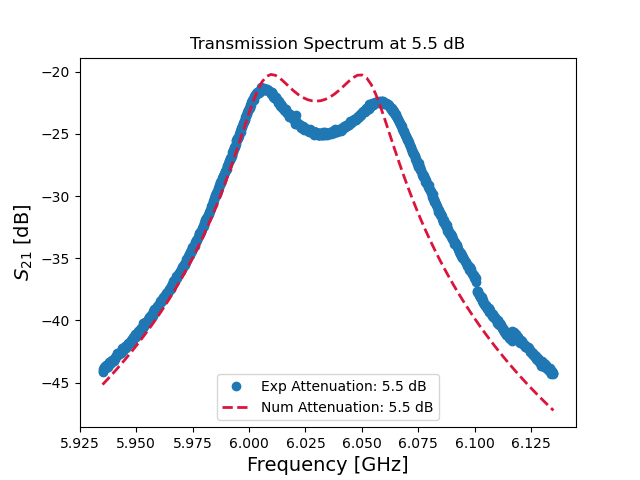 Transmission Spectrum at 5.5 dB
−20
−25
−30
−35
−40
−45
S21 [dB]
Exp Attenuation: 5.5 dB
Num Attenuation: 5.5 dB
5.925 5.950 5.975 6.000 6.025 6.050 6.075 6.100 6.125
Frequency [GHz]